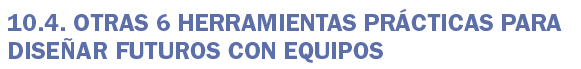 10.4. OTRAS 6 HERRAMIENTAS PRÁCTICAS PARA
DISEÑAR FUTUROS CON EQUIPOS